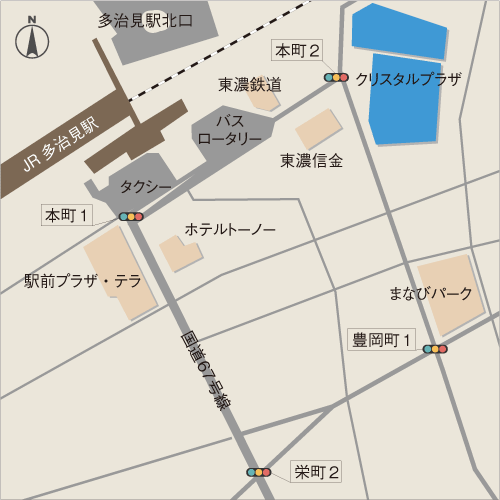 多治見駅北口
N
本町2
クリスタルプラザ
東濃鉄道
バス
ロータリー
東濃信金
JR 多治見駅
タクシー
本町1
ホテルトーノー
駅前プラザ・テラ
まなびパーク
豊岡町1
国道67号線
栄町2